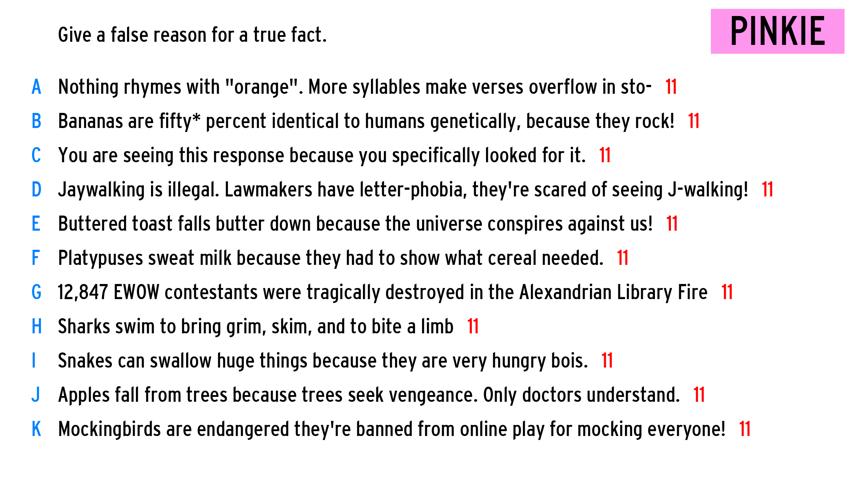 Give a false reason for a true fact.
PINKIE
A Nothing rhymes with "orange". More syllables make verses overflow in sto- 11
B Bananas are fifty* percent identical to humans genetically, because they rock! 11
C You are seeing this response because you specifically looked for it. 11
D Jaywalking is illegal. Lawmakers have letter-phobia, they're scared of seeing J-walking! 11
E Buttered toast falls butter down because the universe conspires against us! 11
F Platypuses sweat milk because they had to show what cereal needed. 11
G 12,847 EWOW contestants were tragically destroyed in the Alexandrian Library Fire 11
H Sharks swim to bring grim, skim, and to bite a limb 11
I Snakes can swallow huge things because they are very hungry bois. 11
J Apples fall from trees because trees seek vengeance. Only doctors understand. 11
K Mockingbirds are endangered they're banned from online play for mocking everyone! 11